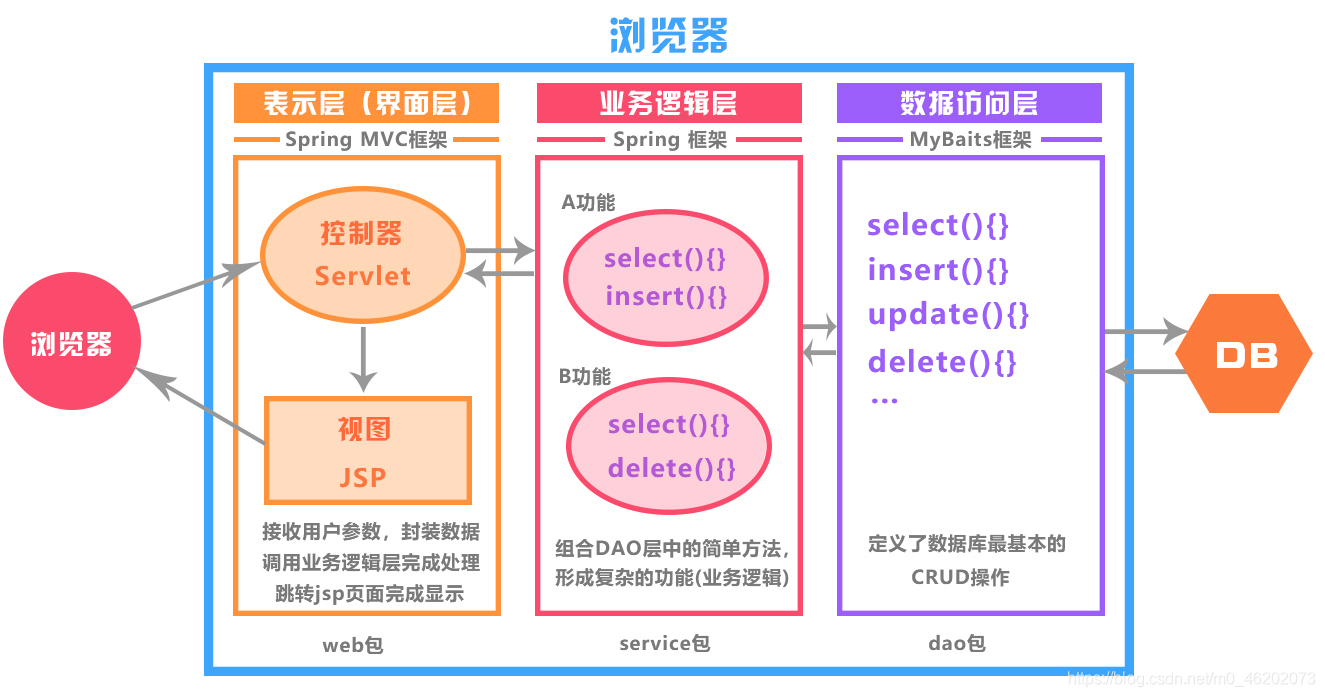 浏览器
表示层（界面层）
Spring MVC框架
控制器
Servlet
视图
JSP
接收用户参数，封装数据
调用业务逻辑层完成处理
跳转jsp页面完成显示
web包
业务逻辑层
Spring 框架
A功能
select(){}
insert(){}
B功能
select(){}
delete(){}
组合DAO层中的简单方法，
形成复杂的功能(业务逻辑)
service包
数据访问层
MyBaits框架
select(){}
insert(){}
update(){}
delete(){}
...
定义了数据库最基本的
CRUD操作
dao包
浏览器
DB
https://blog.csdn.net/m0_46202073